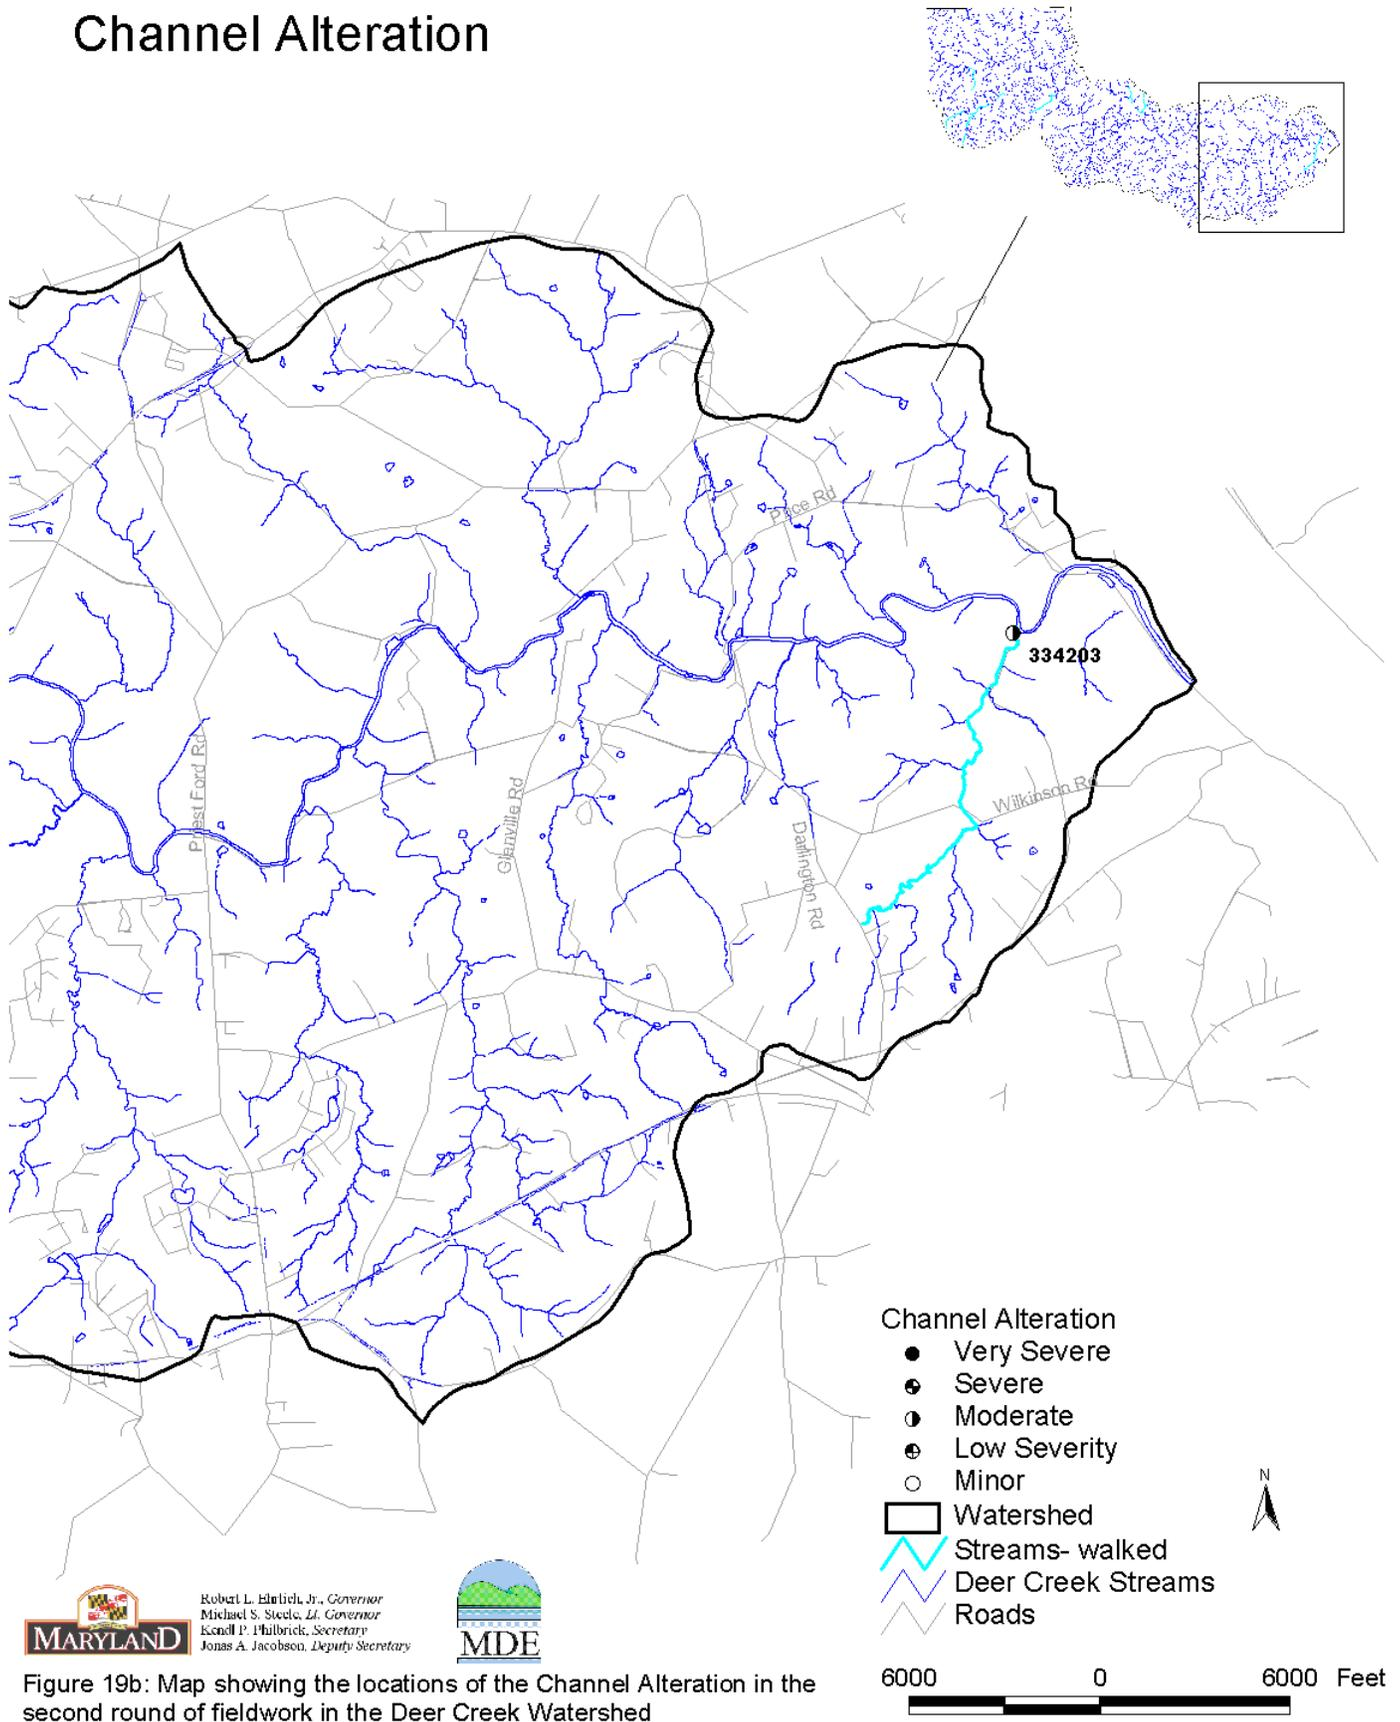 Channel Alteration
Price Rd
334203
Priest Ford Rd
Glenville Rd
Wilkinson Rd
Darlington Rd
Channel Alteration
Very Severe
Severe
Moderate
Low Severity
Minor
Watershed
Streams- walked
Deer Creek Streams
Roads
N
MARYLAND
Robert L. Ehrlich, Jr., Governor
Michael S. Steele, Lt. Governor
Kendl P. Philbrick, Secretary
Jonas A. Jacobson, Deputy Secretary
MDE
6000 0 6000 Feet
Figure 19b: Map showing the locations of the Channel Alteration in the
second round of fieldwork in the Deer Creek Watershed